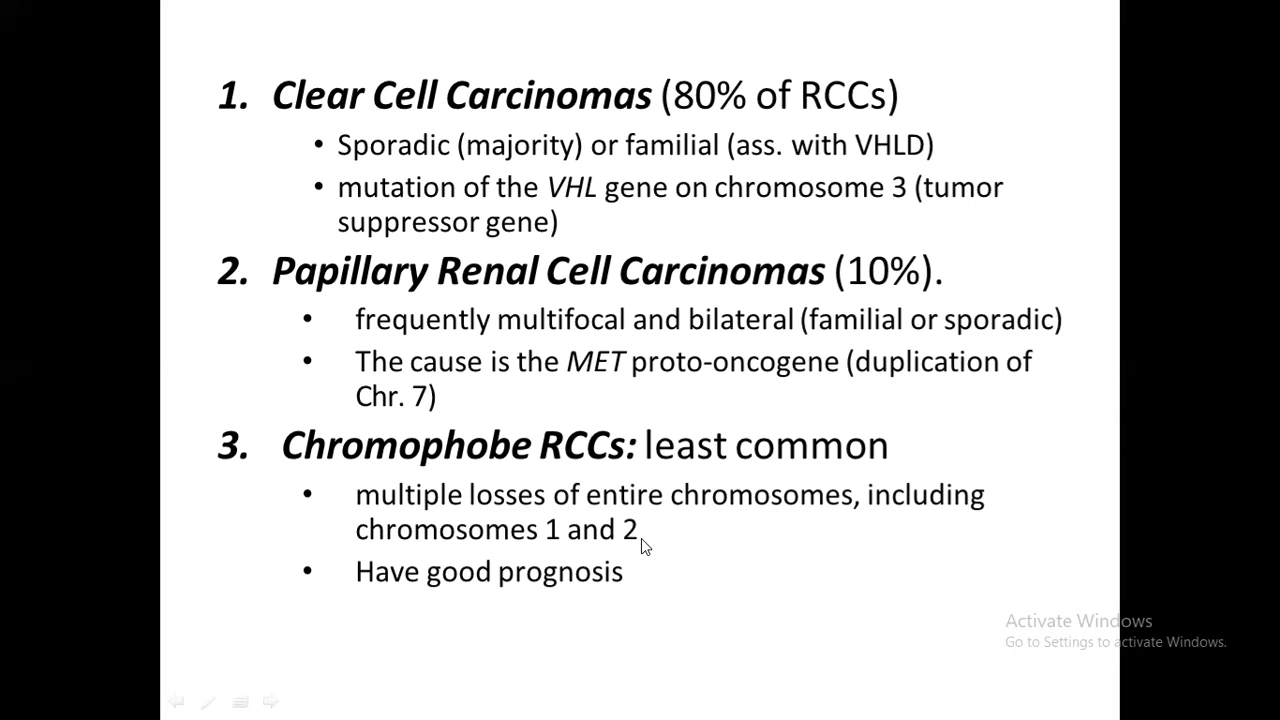 1. Clear Cell Carcinomas (80% of RCCs)
• Sporadic (majority) or familial (ass. with VHLD)
• mutation of the VHL gene on chromosome 3 (tumor
suppressor gene)
2. Papillary Renal Cell Carcinomas (10%).
• frequently multifocal and bilateral (familial or sporadic)
• The cause is the MET proto-oncogene (duplication of
Chr. 7)
3. Chromophobe RCCs: least common
• multiple losses of entire chromosomes, including
chromosomes 1 and 2
• Have good prognosis
Activate Windows
Go to Settings to activate Windows.